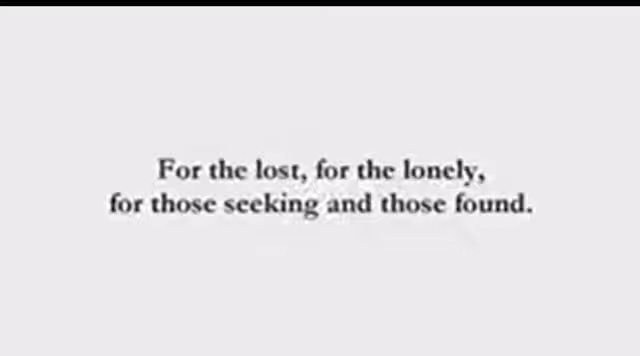 For the lost, for the lonely,
for those seeking and those found.